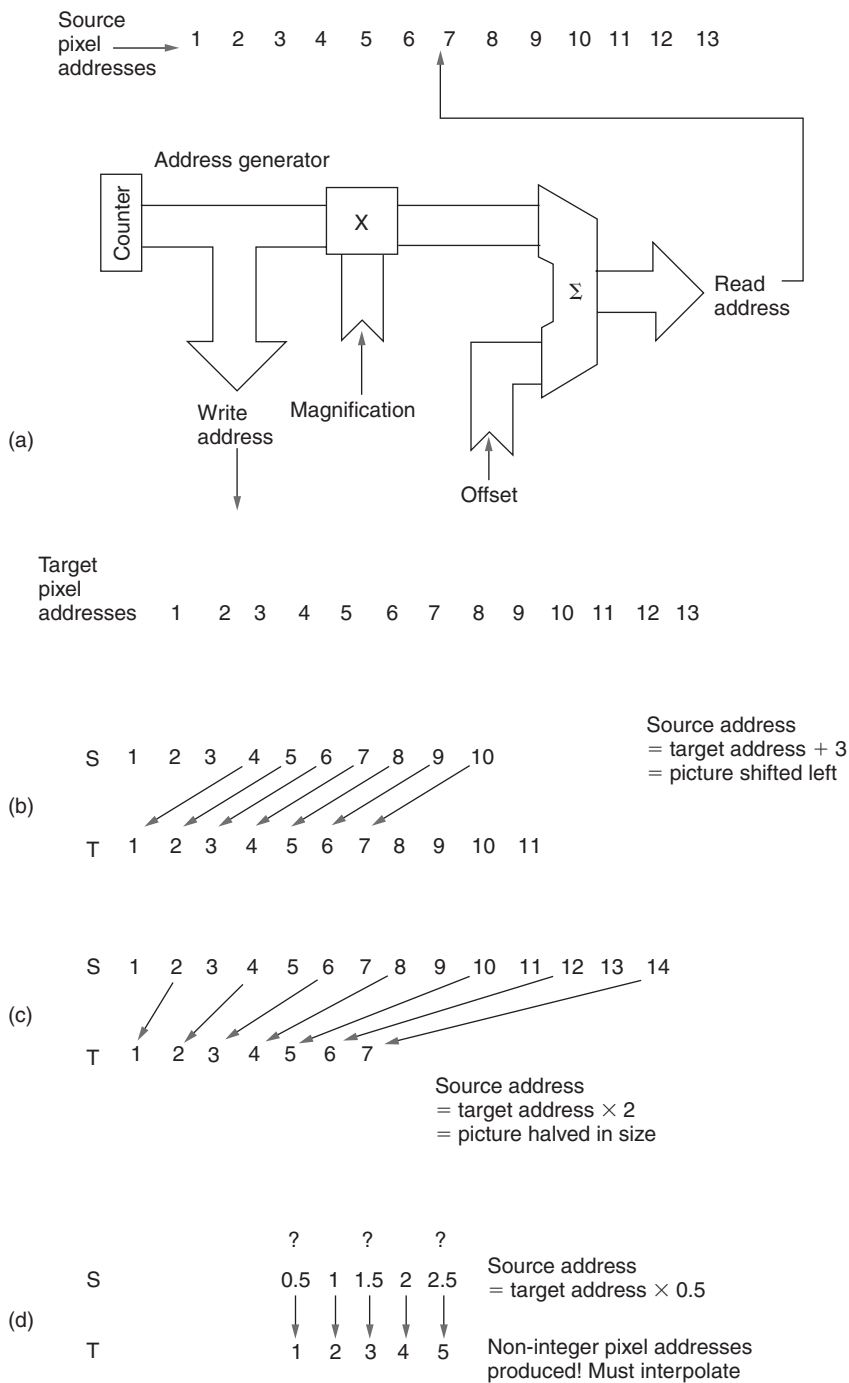 Source
pixel
addresses
1 2 3 4 5 6 7 8 9 10 11 12 13
Address generator
Counter
X
Σ
Read
address
Write
address
Magnification
(a)
Offset
Target
pixel
addresses
1 2 3 4 5 6 7 8 9 10 11 12 13
Source address
= target address + 3
= picture shifted left
S 1 2 3 4 5 6 7 8 9 10
(b)
T 1 2 3 4 5 6 7 8 9 10 11
S 1 2 3 4 5 6 7 8 9 10 11 12 13 14
(c)
T 1 2 3 4 5 6 7
Source address
= target address × 2
= picture halved in size
? ? ?
S 0.5 1 1.5 2 2.5
Source address
= target address × 0.5
(d)
T 1 2 3 4 5
Non-integer pixel addresses
produced! Must interpolate